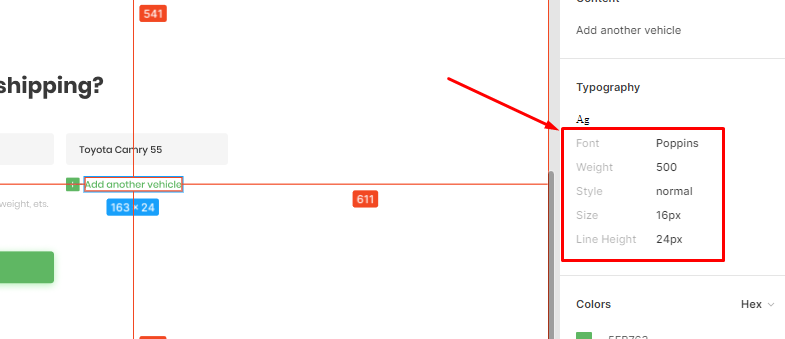 541
Add another vehicle
shipping?
Typography
Ag
Font Poppins
Toyota Camry 55
Weight 500
Add another vehicle
Style normal
611
weight, ets.
163 × 24
Size 16px
Line Height 24px
Colors Hex